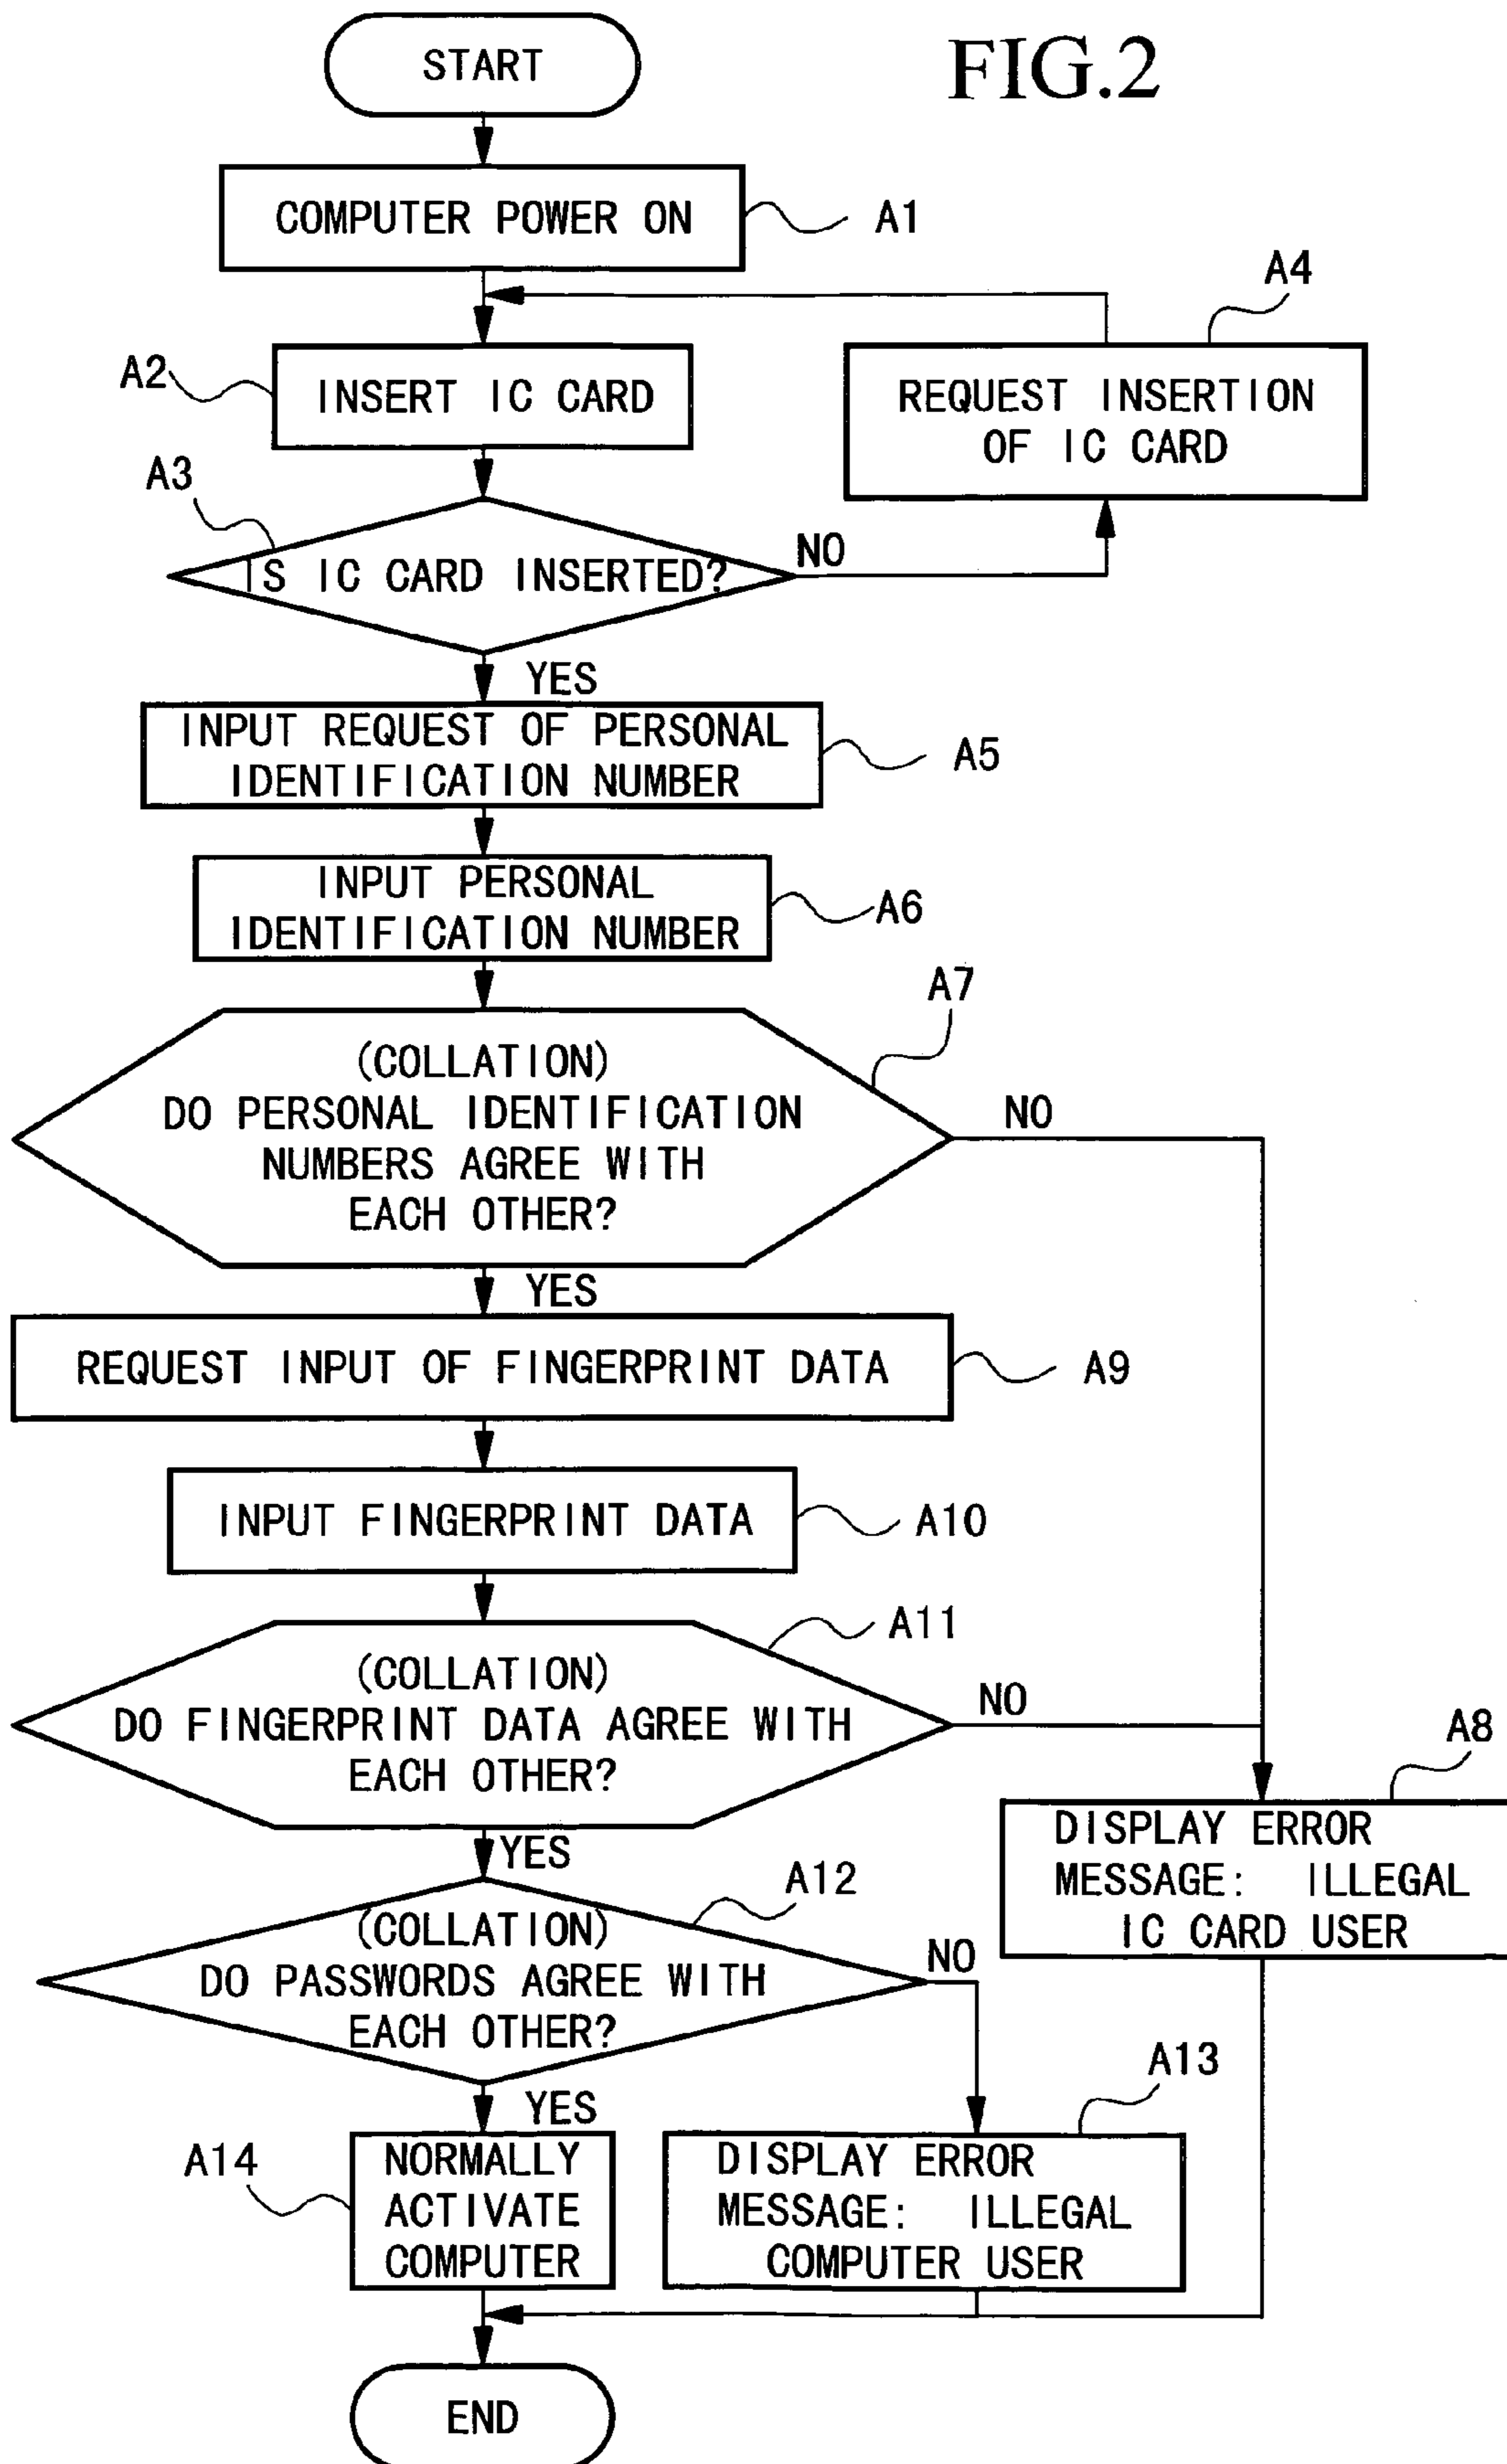 START
FIG.2
COMPUTER POWER ON
A1
A4
A2
INSERT IC CARD
REQUEST INSERTION
OF IC CARD
A3
IS IC CARD INSERTED?
NO
YES
INPUT REQUEST OF PERSONAL
IDENTIFICATION NUMBER
A5
INPUT PERSONAL
IDENTIFICATION NUMBER
A6
A7
(COLLATION)
DO PERSONAL IDENTIFICATION
NUMBERS AGREE WITH
EACH OTHER?
NO
YES
REQUEST INPUT OF FINGERPRINT DATA
A9
INPUT FINGERPRINT DATA
A10
A11
(COLLATION)
DO FINGERPRINT DATA AGREE WITH
EACH OTHER?
NO
A8
DISPLAY ERROR
MESSAGE: ILLEGAL
IC CARD USER
YES
A12
(COLLATION)
DO PASSWORDS AGREE WITH
EACH OTHER?
NO
A13
YES
A14
NORMALLY
ACTIVATE
COMPUTER
DISPLAY ERROR
MESSAGE: ILLEGAL
COMPUTER USER
END